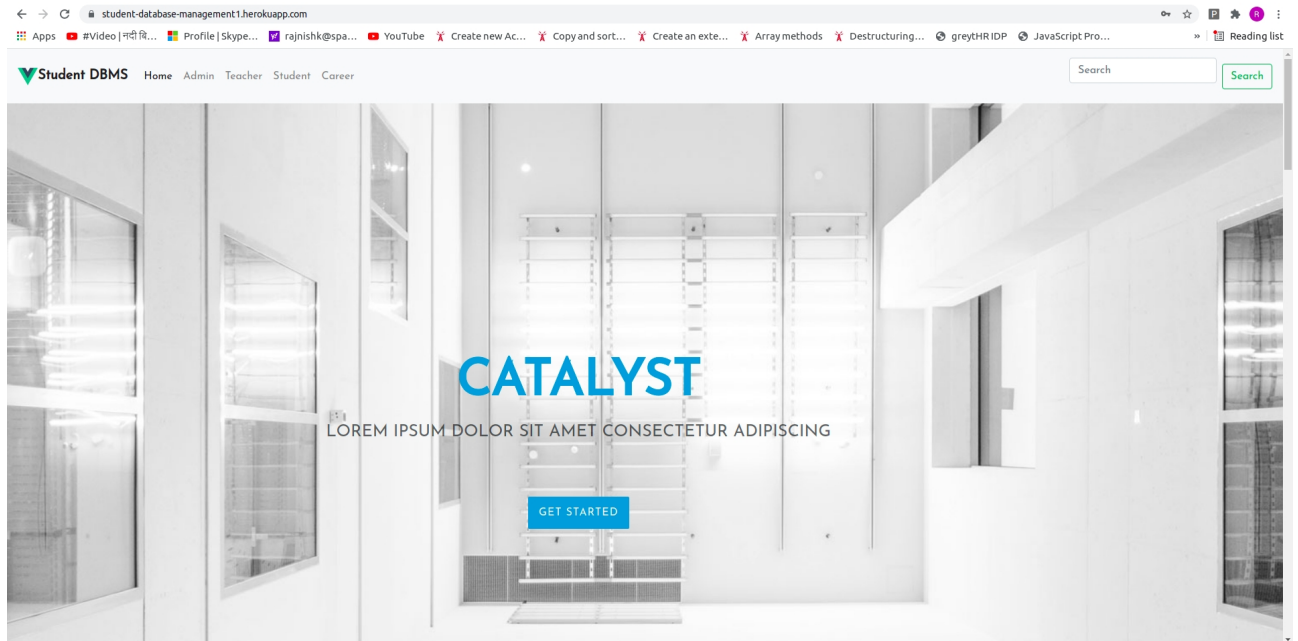 student-database-management1.herokuapp.com
P
R
Apps #Video | नदी बि... Profile | Skype... rajnishk@spa... YouTube Create new Ac... Copy and sort... Create an exte... Array methods Destructuring... greytHR IDP JavaScript Pro... » Reading list
Student DBMS Home Admin Teacher Student Career Search Search
CATALYST
LOREM IPSUM DOLOR SIT AMET CONSECTETUR ADIPISCING
GET STARTED